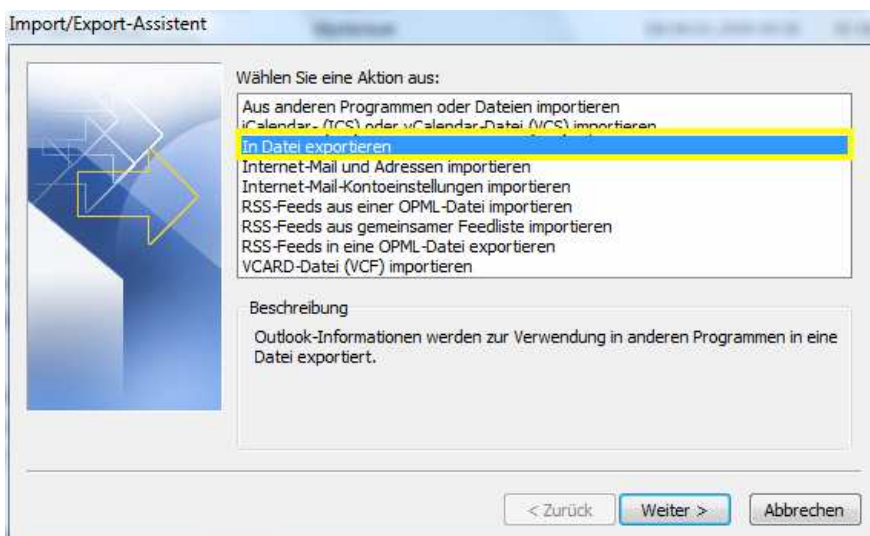 Import/Export-Assistent
Wählen Sie eine Aktion aus:
Aus anderen Programmen oder Dateien importieren
iCalendar- (ICS) oder vCalendar-Datei (VCS) importieren
In Datei exportieren
Internet-Mail und Adressen importieren
Internet-Mail-Kontoeinstellungen importieren
RSS-Feeds aus einer OPML-Datei importieren
RSS-Feeds aus gemeinsamer Feedliste importieren
RSS-Feeds in eine OPML-Datei exportieren
VCARD-Datei (VCF) importieren
Beschreibung
Outlook-Informationen werden zur Verwendung in anderen Programmen in eine
Datei exportiert.
< Zurück Weiter > Abbrechen